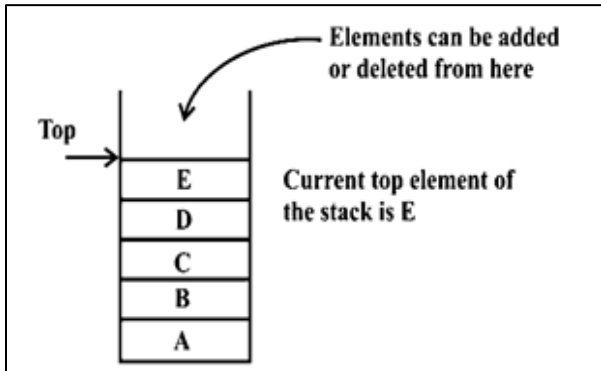 Elements can be added
or deleted from here
Top
E
Current top element of
the stack is E
D
C
B
A